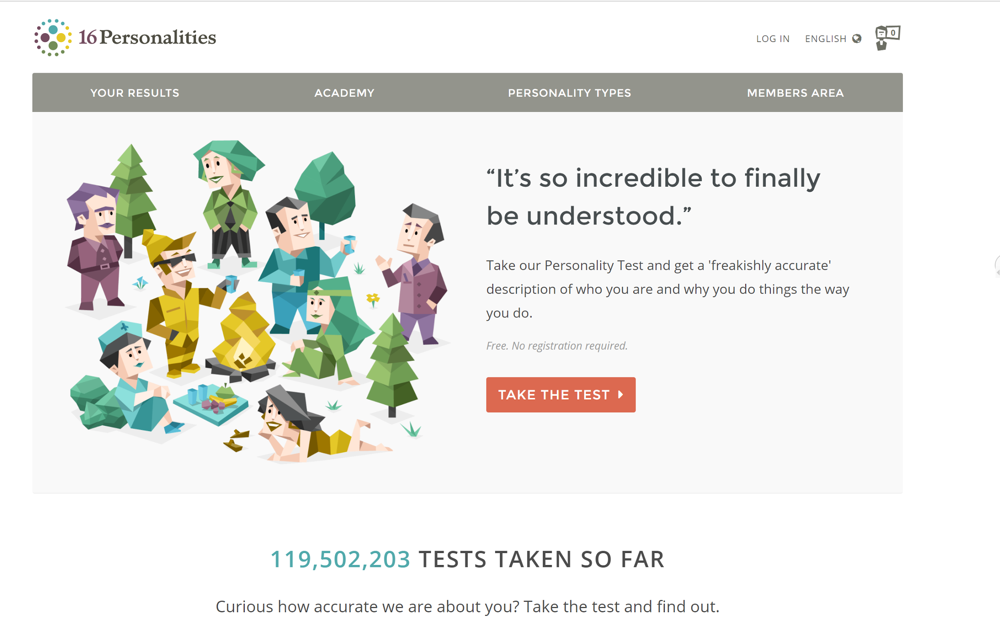 16Personalities
LOG IN
ENGLISH
0
YOUR RESULTS
ACADEMY
PERSONALITY TYPES
MEMBERS AREA
“It’s so incredible to finally
be understood.”
Take our Personality Test and get a 'freakishly accurate'
description of who you are and why you do things the way
you do.
Free. No registration required.
TAKE THE TEST
119,502,203 TESTS TAKEN SO FAR
Curious how accurate we are about you? Take the test and find out.